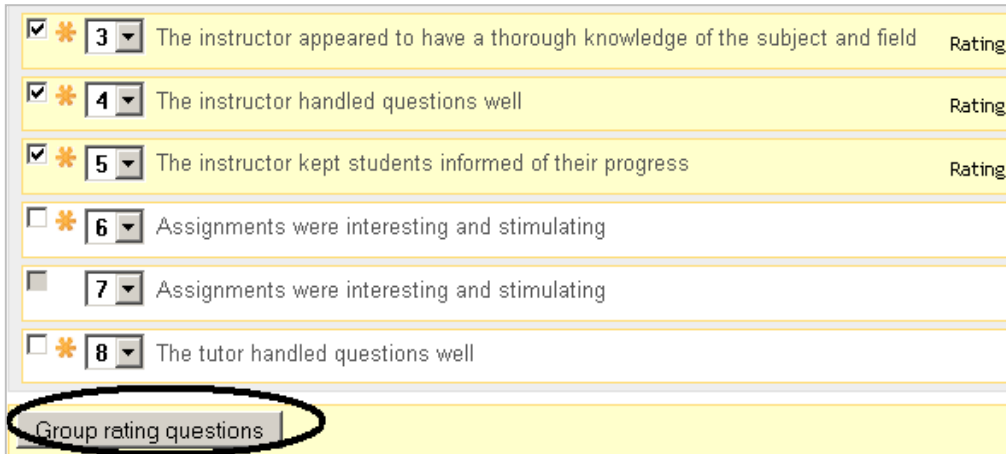 3 The instructor appeared to have a thorough knowledge of the subject and field Rating
4 The instructor handled questions well Rating
5 The instructor kept students informed of their progress Rating
6 Assignments were interesting and stimulating
7 Assignments were interesting and stimulating
8 The tutor handled questions well
Group rating questions